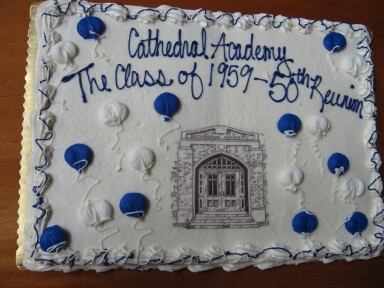 Cathedral Academy
The Class of 1959-50th Reunion